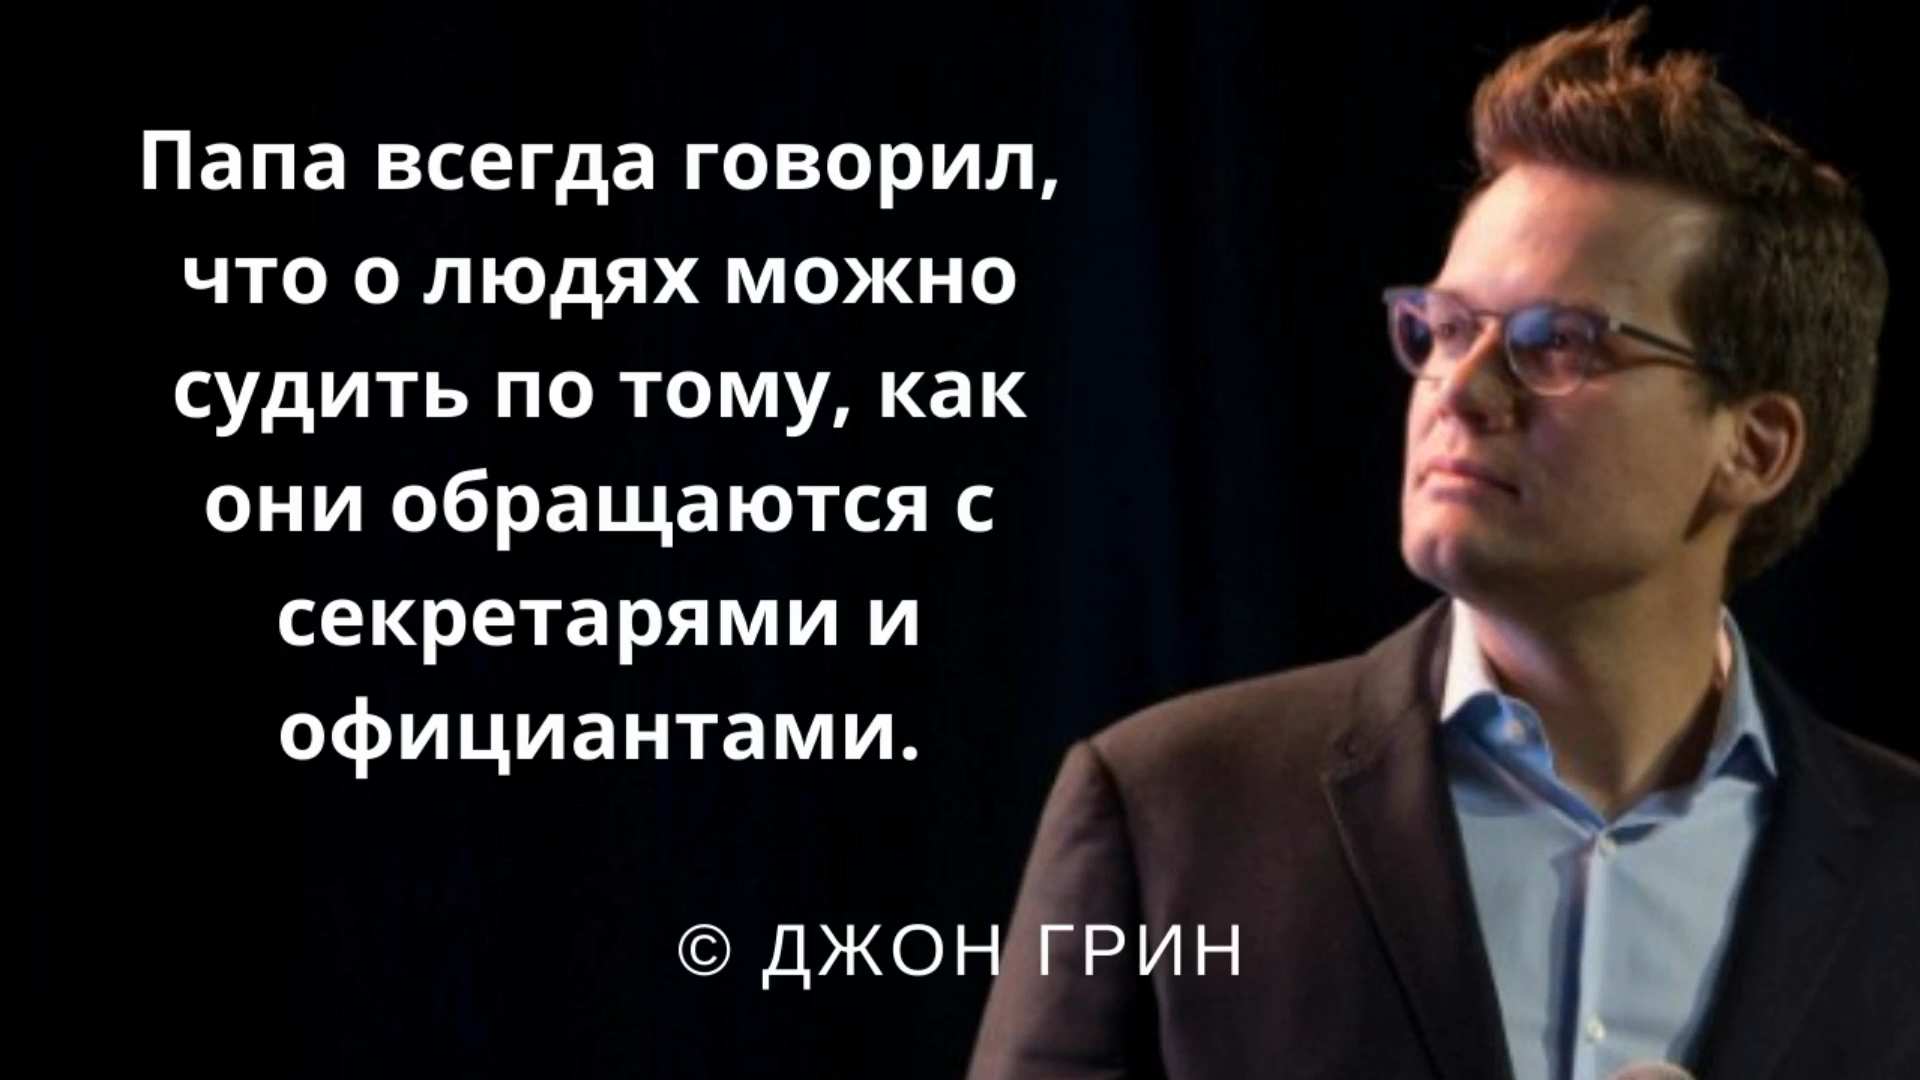 Папа всегда говорил,
что о людях можно
судить по тому, как
они обращаются с
секретарями и
официантами.
© ДЖОН ГРИН